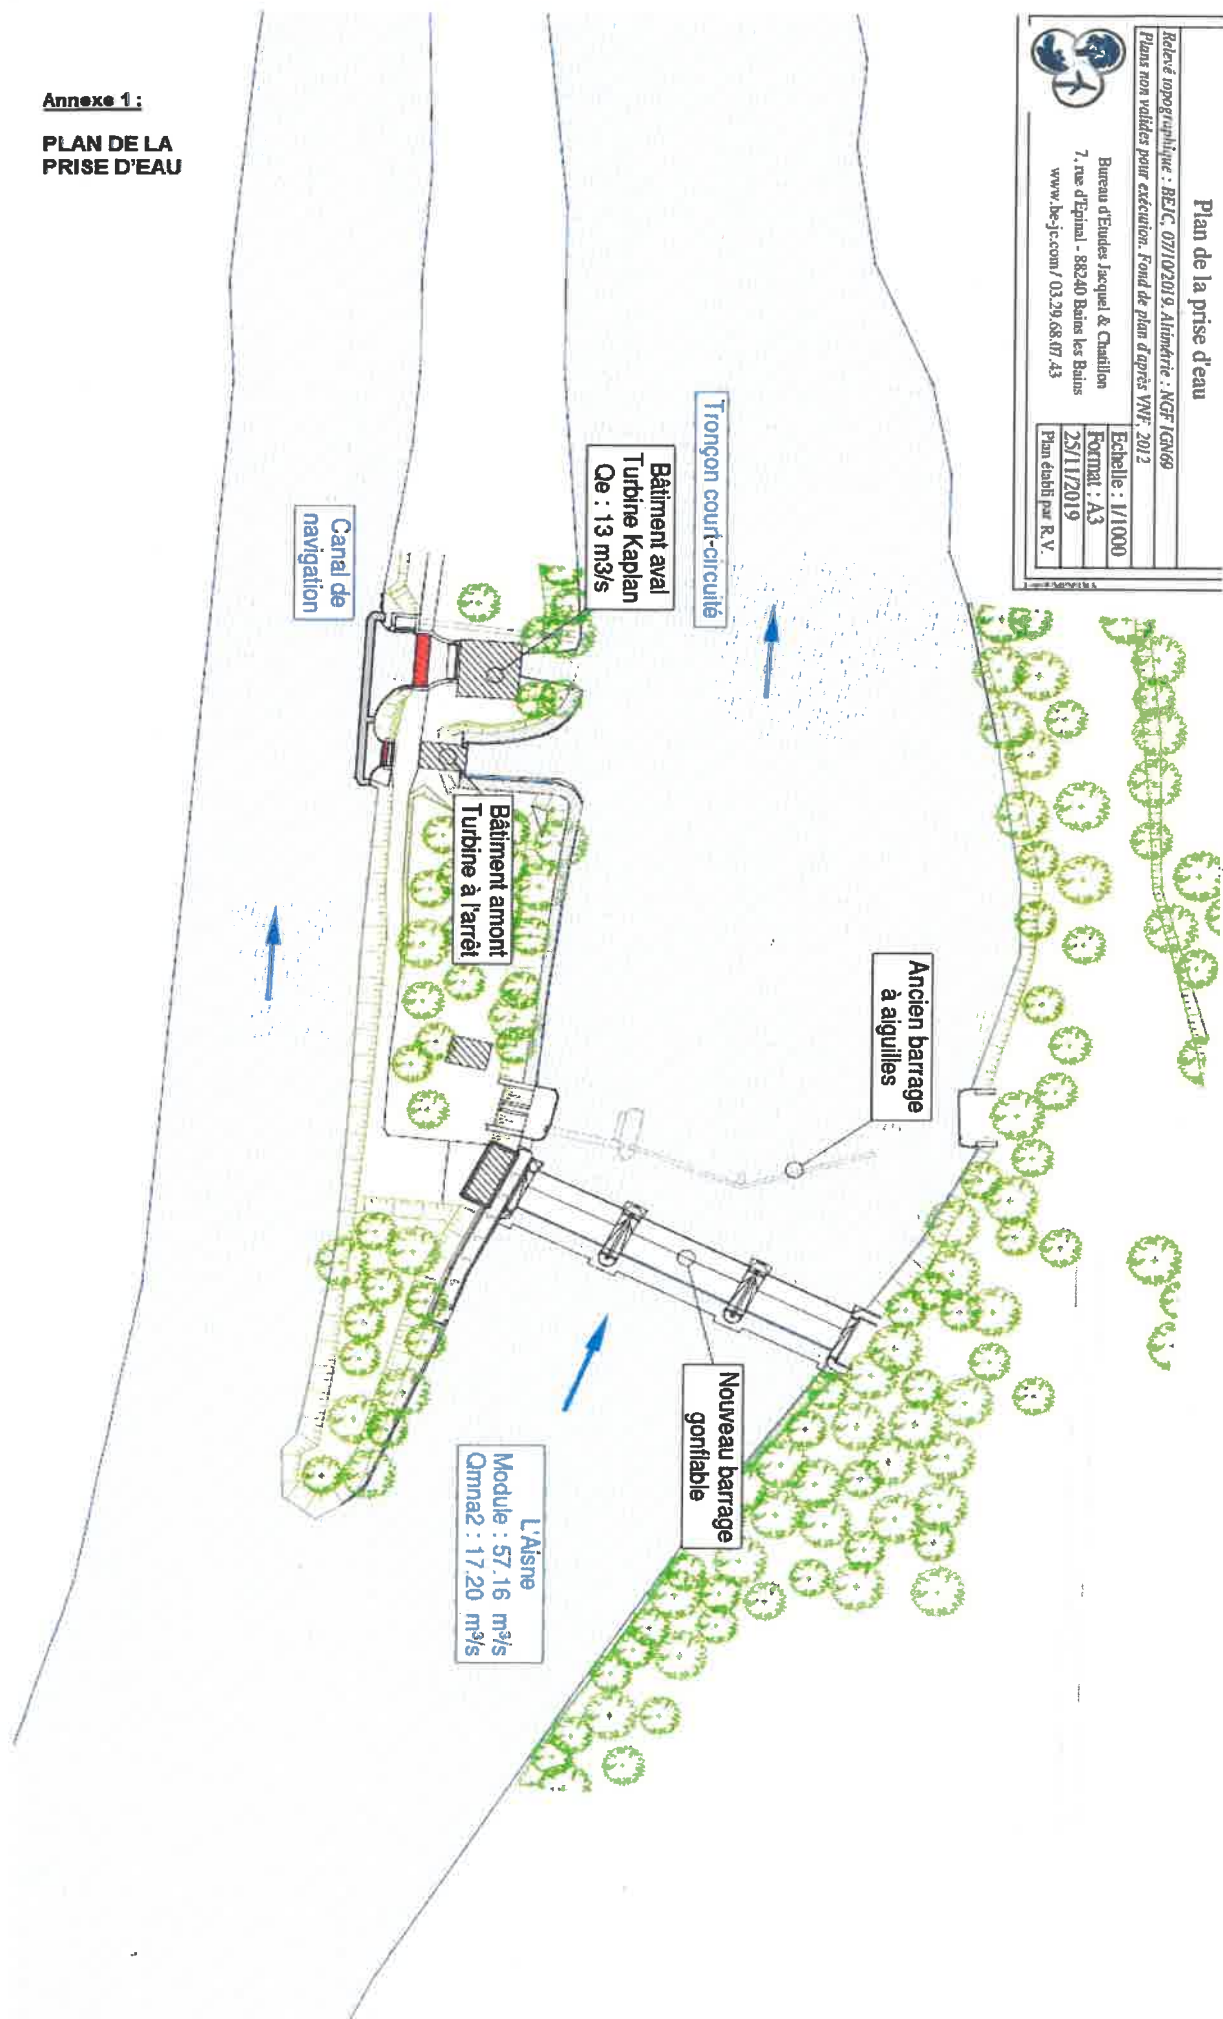 Annexe 1 :
PLAN DE LA
PRISE D'EAU
Plan de la prise d'eau
Relevé topographique : BEJC, 07/10/2019. Altimétrie : NGF IGN69
Plans non valides pour exécution. Fond de plan d'après VNF, 2012
Bureau d'Etudes Jacquel & Chatillon
7, rue d'Epinal - 88240 Bains les Bains
www.be-jc.com / 03.29.68.07.43
Echelle : 1/1000
Format : A3
25/11/2019
Plan établi par R.V.
Tronçon court-circuité
Bâtiment aval
Turbine Kaplan
Qe : 13 m3/s
Canal de
navigation
Bâtiment amont
Turbine à l'arrêt
Ancien barrage
à aiguilles
Nouveau barrage
gonflable
L'Aisne
Module : 57.16 m³/s
Qmna2 : 17.20 m³/s